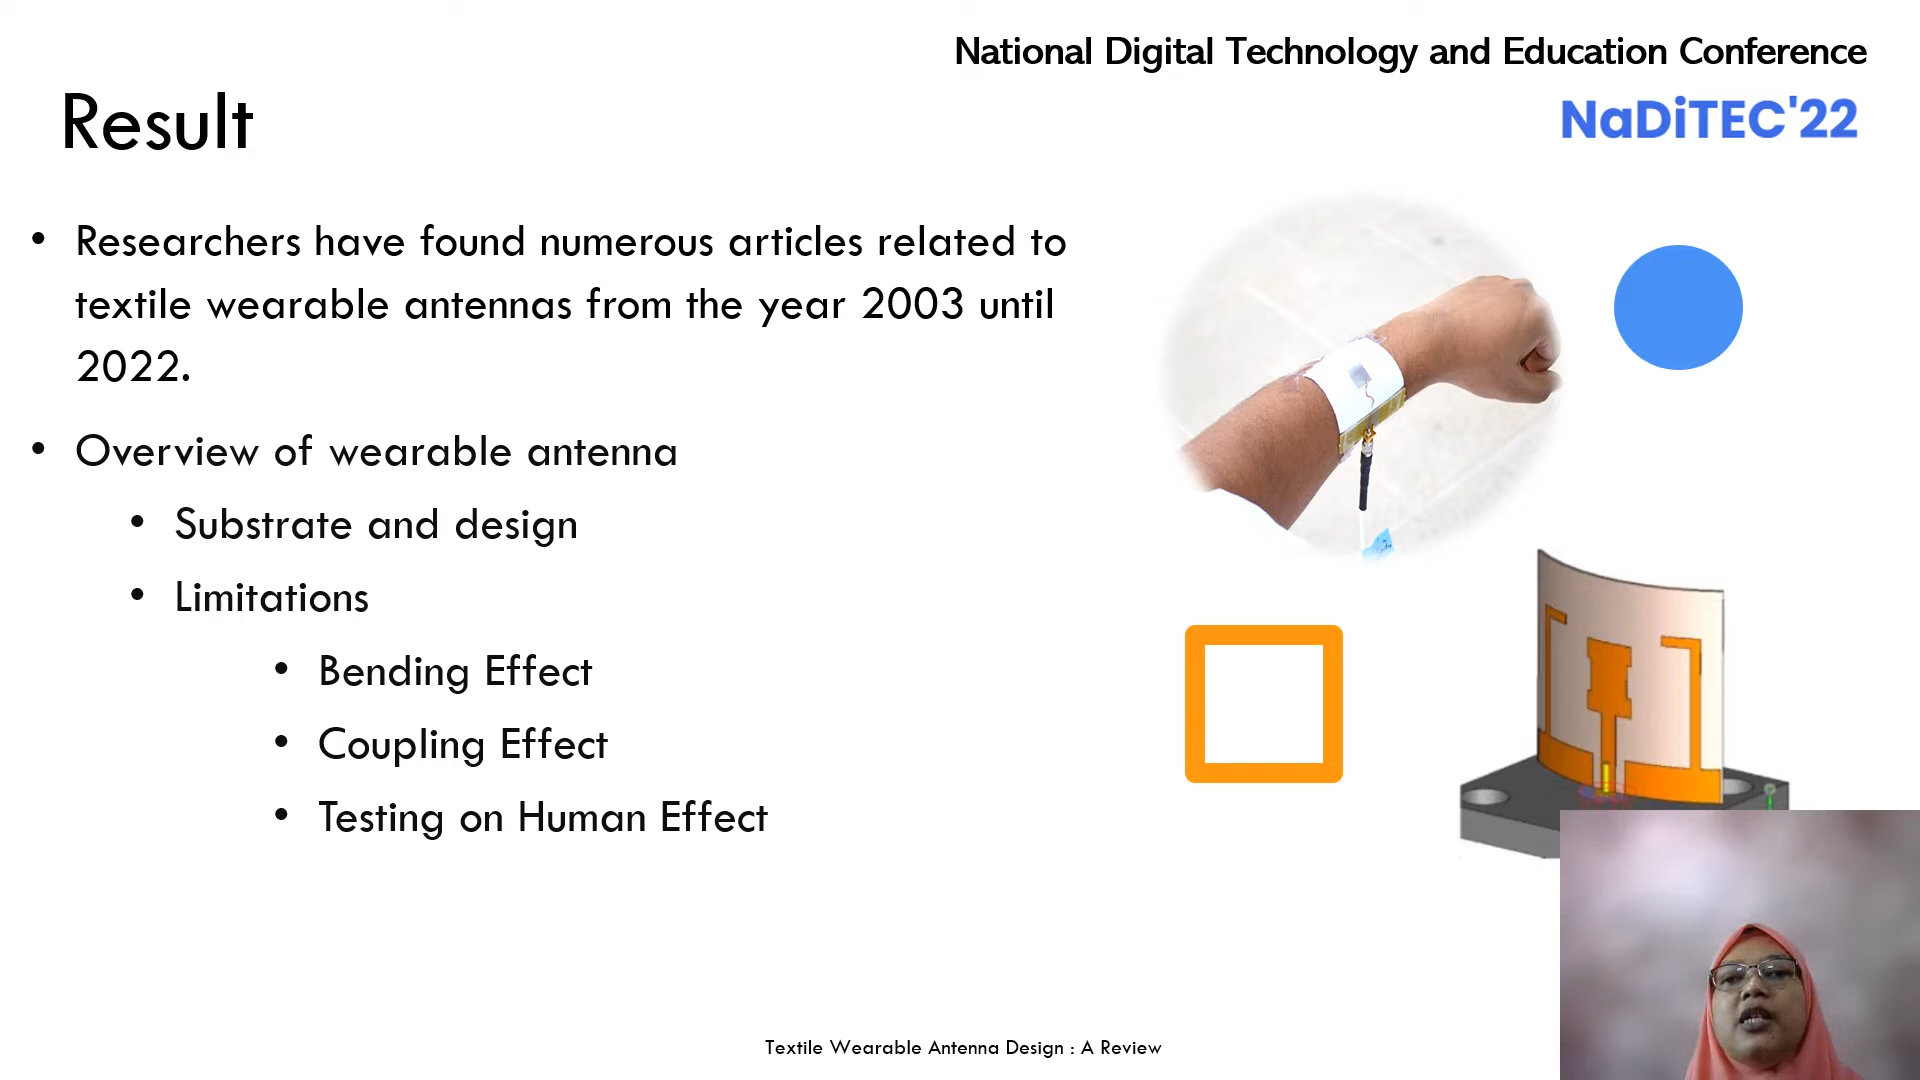 National Digital Technology and Education Conference
Result
NaDiTEC'22
• Researchers have found numerous articles related to
textile wearable antennas from the year 2003 until
2022.
• Overview of wearable antenna
• Substrate and design
• Limitations
• Bending Effect
• Coupling Effect
• Testing on Human Effect
Textile Wearable Antenna Design : A Review